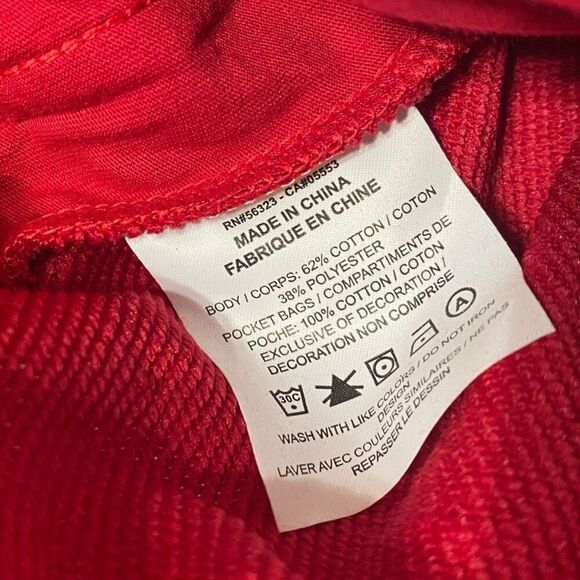 RN#56323 - CA#05553
MADE IN CHINA
FABRIQUE EN CHINE
BODY / CORPS: 62% COTTON / COTON
38% POLYESTER
POCKET BAGS / COMPARTIMENTS DE
POCHE: 100% COTTON / COTON
EXCLUSIVE OF DECORATION /
DECORATION NON COMPRISE
30C A
WASH WITH LIKE COLORS / DO NOT IRON
DESIGN
LAVER AVEC COULEURS SIMILAIRES / NE PAS
REPASSER LE DESSIN